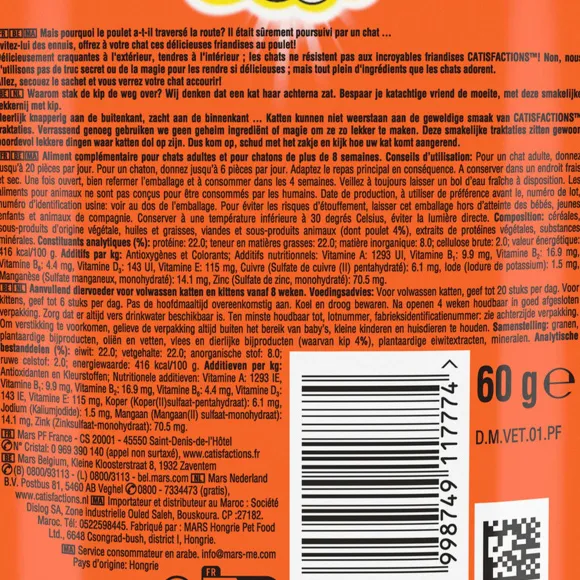 FR BE MA Mais pourquoi le poulet a-t-il traversé la route? Il était sûrement poursuivi par un chat ...
vitez-lui des ennuis, offrez à votre chat ces délicieuses friandises au poulet!
Délicieusement craquantes à l'extérieur, tendres à l'intérieur ; les chats ne résistent pas aux incroyables friandises CATISFACTIONS™! Non, nous
n'utilisons pas de truc secret ou de la magie pour les rendre si délicieuses ; mais tout plein d'ingrédients que les chats adorent.
Allez, secouez le sachet et vous verrez votre chat accourir!
BE NL Waarom stak de kip de weg over? Wij denken dat een kat haar achterna zat. Bespaar je katachtige vriend de moeite, met deze smakelijke
lekkernij met kip.
Heerlijk knapperig aan de buitenkant, zacht aan de binnenkant ... Katten kunnen niet weerstaan aan de geweldige smaak van CATISFACTIONS™
traktaties. Verrassend genoeg gebruiken we geen geheim ingrediënt of magie om ze zo lekker te maken. Deze smakelijke traktaties zitten gewoon
boordevol lekkere dingen waar katten dol op zijn. Dus kom op, schud met het zakje en kijk hoe uw kat komt aangerend.
FR BE MA Aliment complémentaire pour chats adultes et pour chatons de plus de 8 semaines. Conseils d'utilisation: Pour un chat adulte, donnez
jusqu'à 20 pièces par jour. Pour un chaton, donnez jusqu'à 6 pièces par jour. Adaptez le repas principal en conséquence. A conserver dans un endroit frais
et sec. Une fois ouvert, bien refermer l'emballage et à consommer dans les 4 semaines. Veillez à toujours laisser un bol d'eau fraîche à disposition. Les
aliments pour animaux ne sont pas conçus pour être consommés par les humains. Date de production, à utiliser de préférence avant le, numéro de lot,
numéro d'identification usine: voir au dos de l'emballage. Pour éviter les risques d'étouffement, laisser cet emballage hors d'atteinte des bébés, jeunes
enfants et animaux de compagnie. Conserver à une température inférieure à 30 degrés Celsius, éviter la lumière directe. Composition: céréales,
sous-produits d'origine végétale, huiles et graisses, viandes et sous-produits animaux (dont poulet 4%), extraits de protéines végétales, substances
minérales. Constituants analytiques (%): protéine: 22.0; teneur en matières grasses: 22.0; matière inorganique: 8.0; cellulose brute: 2.0; valeur énergétique:
416 kcal/100 g. Additifs par kg: Antioxygènes et Colorants; Additifs nutritionnels: Vitamine A: 1293 UI, Vitamine B₁: 9.9 mg, Vitamine B₂: 16.9 mg,
Vitamine B₆: 4.4 mg, Vitamine D₃: 143 UI, Vitamine E: 115 mg, Cuivre (Sulfate de cuivre (II) pentahydraté): 6.1 mg, Iode (Iodure de potassium): 1.5 mg,
Manganèse (Sulfate manganeux, monohydraté): 14.1 mg, Zinc (Sulfate de zinc, monohydraté): 70.5 mg.
BE NL Aanvullend diervoeder voor volwassen katten en kittens vanaf 8 weken. Voedingsadvies: Voor volwassen katten, geef tot 20 stuks per dag. Voor
kittens, geef tot 6 stuks per dag. Pas de hoofdmaaltijd overeenkomstig aan. Koel en droog bewaren. Na openen 4 weken houdbaar in goed afgesloten
verpakking. Zorg dat er altijd vers drinkwater beschikbaar is. Ten minste houdbaar tot, lotnummer, fabrieksidentificationummer: zie achterzijde verpakking.
Om verstikking te voorkomen, gelieve de verpakking altijd buiten het bereik van baby's, kleine kinderen en huisdieren te houden. Samenstelling: granen,
plantaardige bijproducten, oliën en vetten, vlees en dierlijke bijproducten (waarvan kip 4%), plantaardige eiwitextracten, mineralen. Analytische
bestanddelen (%): eiwit: 22.0; vetgehalte: 22.0; anorganische stof: 8.0;
ruwe celstof: 2.0; energiewaarde: 416 kcal/100 g. Additieven per kg:
Antioxidanten en Kleurstoffen; Nutritionele additieven: Vitamine A: 1293 IE,
Vitamine B₁: 9.9 mg, Vitamine B₂: 16.9 mg, Vitamine B₆: 4.4 mg, Vitamine D₃:
143 IE, Vitamine E: 115 mg, Koper (Koper(II)sulfaat-pentahydraat): 6.1 mg,
Jodium (Kaliumjodide): 1.5 mg, Mangaan (Mangaan(II) sulfaat-monohydraat):
14.1 mg, Zink (Zinksulfaat-monohydraat): 70.5 mg.
FR Mars PF France - CS 20001 - 45550 Saint-Denis-de-l'Hôtel
N° Cristal: 0 969 390 140 (appel non surtaxé), www.catisfactions.fr
BE Mars Belgium, Kleine Kloosterstraat 8, 1932 Zaventem
(B) (0800/93113 - (L) 0800/3113 - bel.mars.com NL Mars Nederland
B.V. Postbus 81, 5460 AB Veghel 0800 - 7334473 (gratis),
www.catisfactions.nl MA Importateur et distributeur au Maroc : Société
Dislog SA, Zone Industrielle Ouled Saleh, Bouskoura. CP :27182.
Maroc. Tél: 0522598445. Fabriqué par : MARS Hongrie Pet Food
Ltd., 6648 Csongrad-bush, district I, Hongrie.
MA Service consommateur en arabe. info@mars-me.com
Pays d'origine: Hongrie
FR
998749 117774 >
60 g e
D.M.VET.01.PF